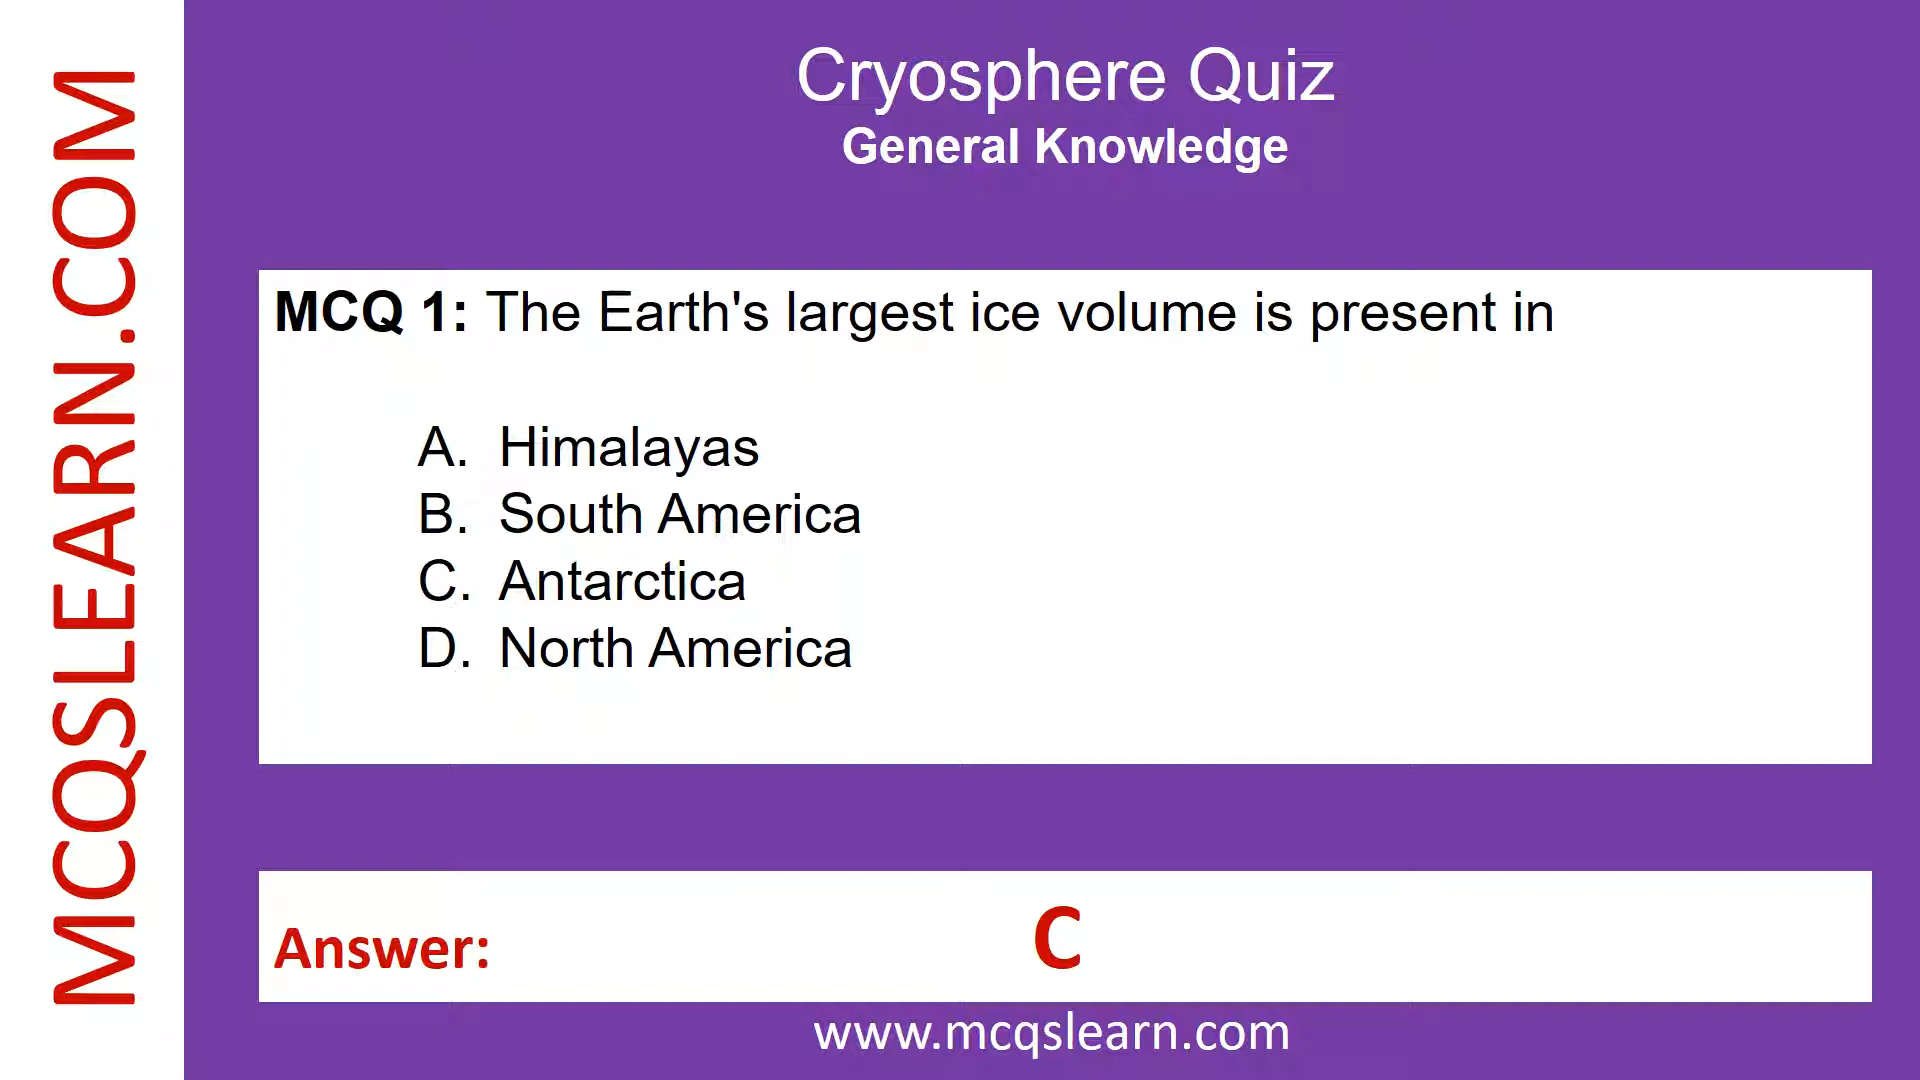 MCQSLEARN.COM
Cryosphere Quiz
General Knowledge
MCQ 1: The Earth's largest ice volume is present in
A. Himalayas
B. South America
C. Antarctica
D. North America
Answer: C
www.mcqslearn.com